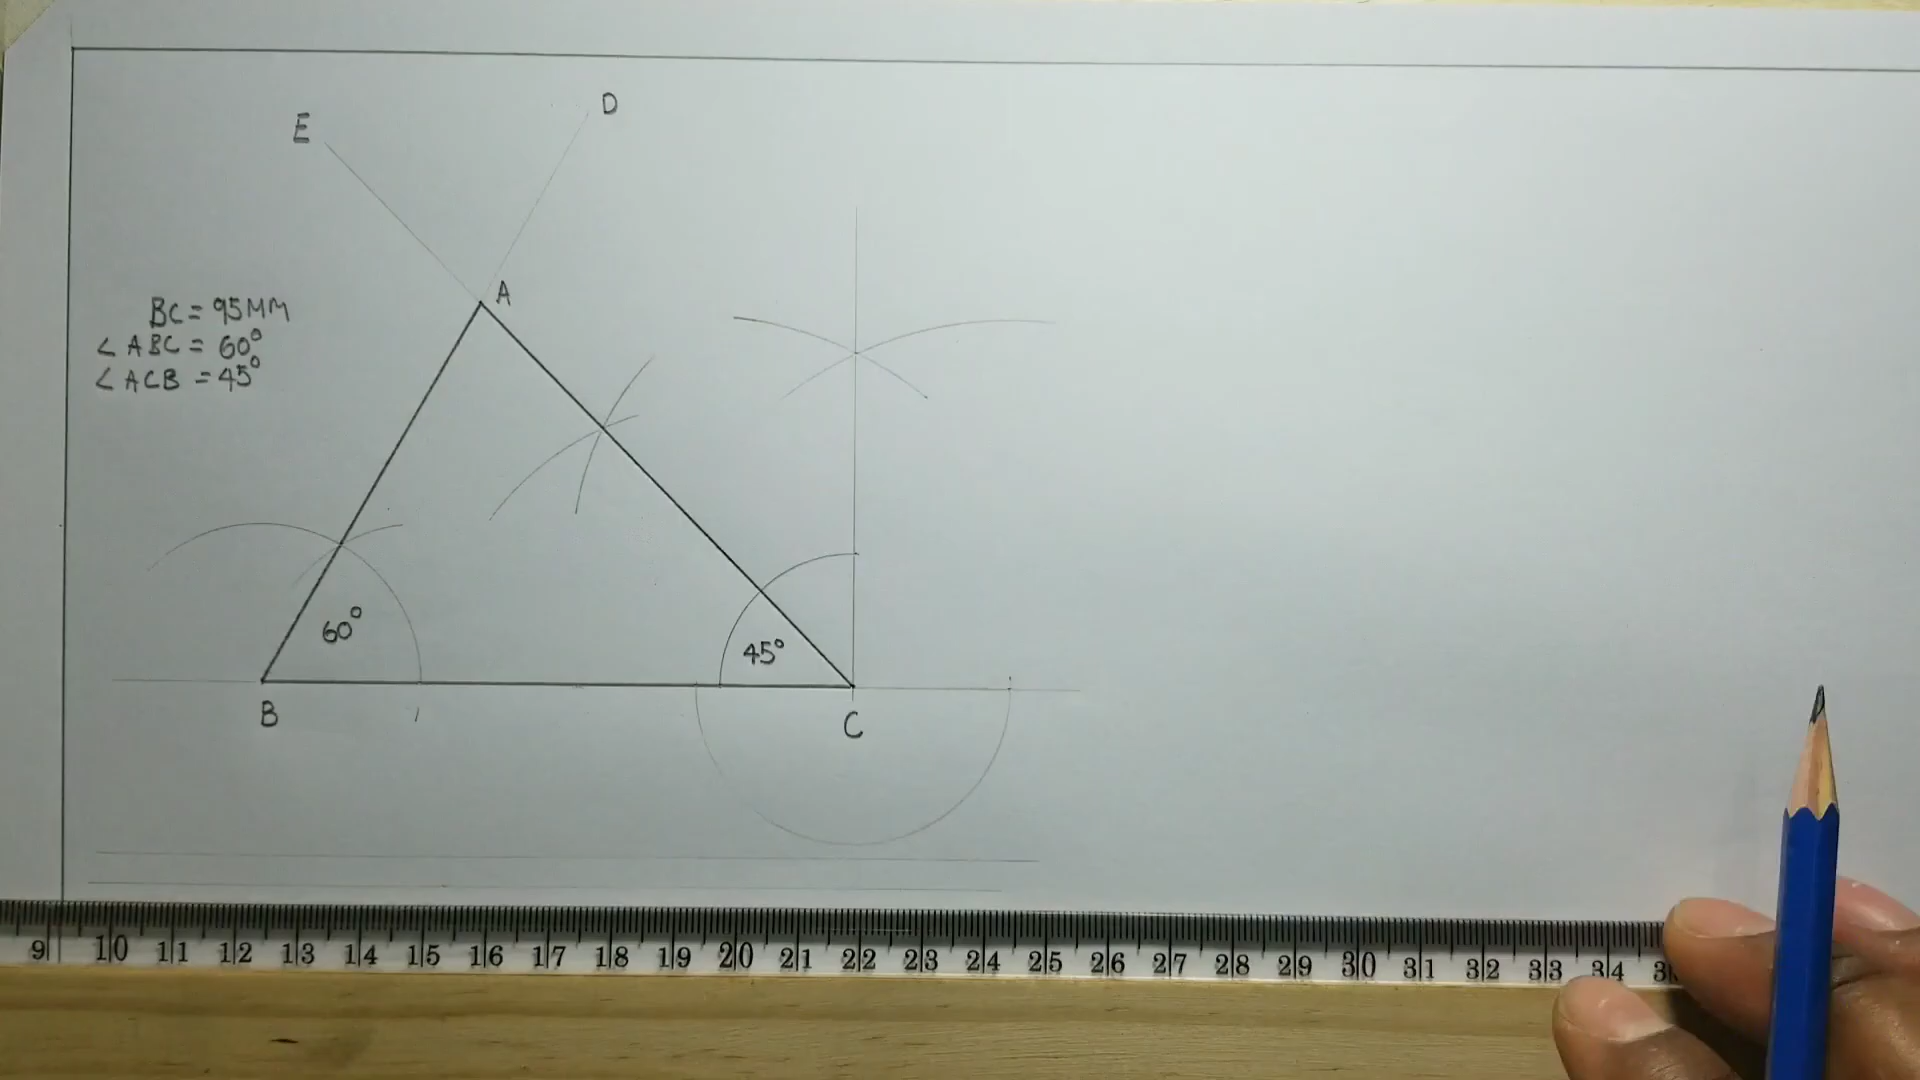 E
D
A
BC = 95MM
∠ ABC = 60°
∠ ACB = 45°
60°
45°
B
C
9 10 11 12 13 14 15 16 17 18 19 20 21 22 23 24 25 26 27 28 29 30 31 32 33 34